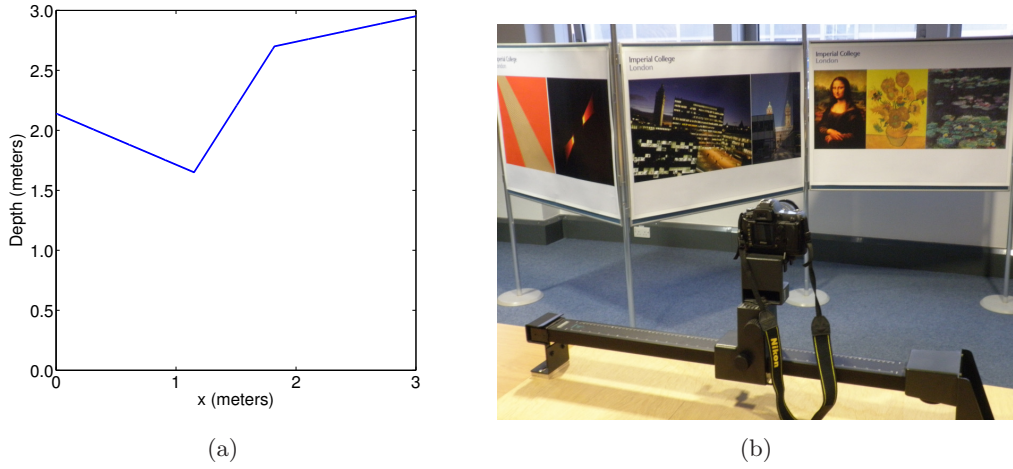 3.0
2.5
2.0
1.5
1.0
0.5
0.0
0
1
2
3
Depth (meters)
x (meters)
(a)
Imperial College
London
Imperial College
London
Nikon
(b)